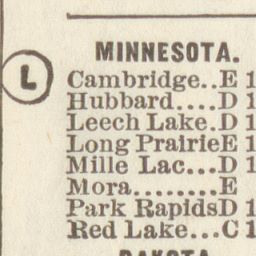 MINNESOTA.
L
Cambridge..E 1
Hubbard....D 1
Leech Lake.D 1
Long PrairieE 1
Mille Lac...D 1
Mora........E
Park RapidsD 1
Red Lake...C 1
DAKOTA